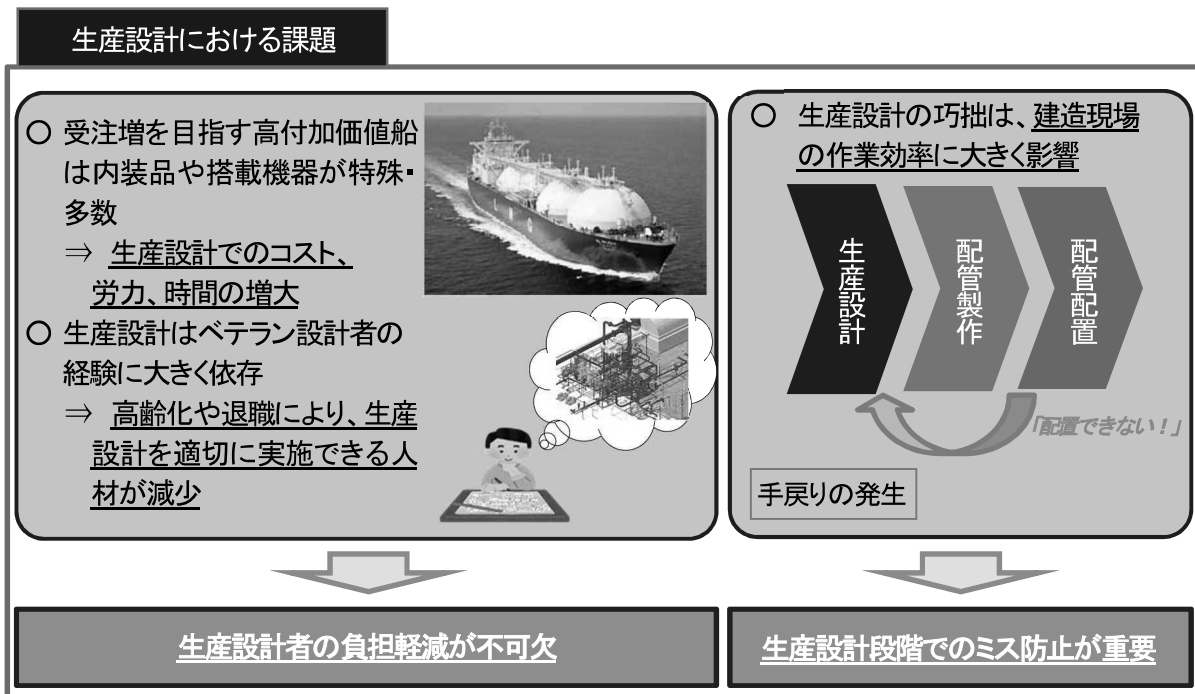 生産設計における課題
○ 受注増を目指す高付加価値船
は内装品や搭載機器が特殊・
多数
⇒ 生産設計でのコスト、
労力、時間の増大
○ 生産設計はベテラン設計者の
経験に大きく依存
⇒ 高齢化や退職により、生産
設計を適切に実施できる人
材が減少
生産設計者の負担軽減が不可欠
○ 生産設計の巧拙は、建造現場
の作業効率に大きく影響
生産設計
配管製作
配管配置
「配置できない！」
手戻りの発生
生産設計段階でのミス防止が重要
LNG